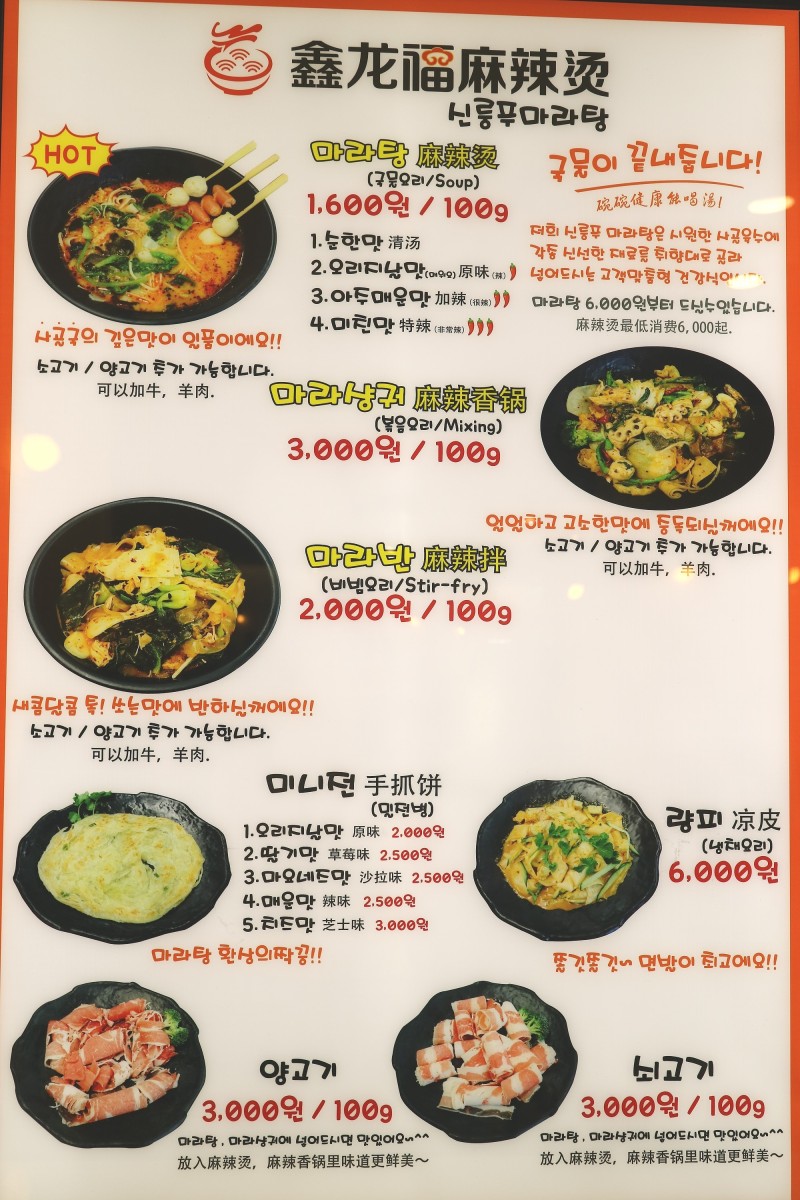 鑫龙福麻辣烫
신룽푸마라탕
HOT
마라탕 麻辣烫
(국물요리/Soup)
1,600원 / 100g
1.순한맛 清汤
2.오리지날맛(매워요) 原味(辣)
3.아주매운맛 加辣(很辣)
4.미친맛 特辣(非常辣)
국물이 끝내줍니다!
碗碗健康能喝湯!
저희 신룽푸 마라탕은 시원한 사골육수에
각종 신선한 재료를 취향대로 골라
넣어드시는 고객맞춤형 건강식입니다.
마라탕 6,000원부터 드실수있습니다.
麻辣烫最低消费6,000起.
사골국의 깊은맛이 일품이에요!!
소고기 / 양고기 추가 가능합니다.
可以加牛，羊肉.
마라샹궈 麻辣香锅
(볶음요리/Mixing)
3,000원 / 100g
얼얼하고 고소한맛에 중독되실꺼에요!!
소고기 / 양고기 추가 가능합니다.
可以加牛，羊肉.
마라반 麻辣拌
(비빔요리/Stir-fry)
2,000원 / 100g
새콤달콤 톡! 쏘는맛에 반하실꺼에요!!
소고기 / 양고기 추가 가능합니다.
可以加牛，羊肉.
미니전 手抓饼
(밀전병)
1.오리지날맛 原味 2.000원
2.딸기맛 草莓味 2.500원
3.마요네즈맛 沙拉味 2.500원
4.매운맛 辣味 2.500원
5.치즈맛 芝士味 3.000원
마라탕 환상의짝꿍!!
량피 凉皮
(냉채요리)
6,000원
쫄깃쫄깃~ 면발이 최고에요!!
양고기
3,000원 / 100g
마라탕, 마라샹궈에 넣어드시면 맛있어요~^^
放入麻辣烫，麻辣香锅里味道更鲜美～
쇠고기
3,000원 / 100g
마라탕, 마라샹궈에 넣어드시면 맛있어요~^^
放入麻辣烫，麻辣香锅里味道更鲜美～